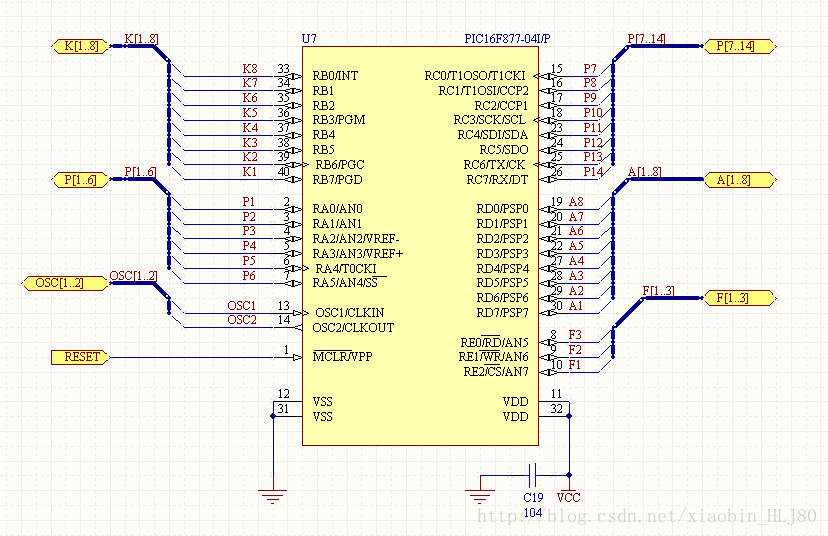 U7 PIC16F877-04I/P
K[1..8] K[1..8] P[7..14] P[7..14]
K8 33 RB0/INT RC0/T1OSO/T1CKI 15 P7
K7 34 RB1 RC1/T1OSI/CCP2 16 P8
K6 35 RB2 RC2/CCP1 17 P9
K5 36 RB3/PGM RC3/SCK/SCL 18 P10
K4 37 RB4 RC4/SDI/SDA 23 P11
K3 38 RB5 RC5/SDO 24 P12
K2 39 RB6/PGC RC6/TX/CK 25 P13
K1 40 RB7/PGD RC7/RX/DT 26 P14
P[1..6] P[1..6] A[1..8] A[1..8]
P1 2 RA0/AN0 RD0/PSP0 19 A8
P2 3 RA1/AN1 RD1/PSP1 20 A7
P3 4 RA2/AN2/VREF- RD2/PSP2 21 A6
P4 5 RA3/AN3/VREF+ RD3/PSP3 22 A5
P5 6 RA4/T0CKI RD4/PSP4 27 A4
P6 7 RA5/AN4/SS RD5/PSP5 28 A3
RD6/PSP6 29 A2
RD7/PSP7 30 A1
OSC[1..2] OSC[1..2] F[1..3] F[1..3]
OSC1 13 OSC1/CLKIN
OSC2 14 OSC2/CLKOUT
RE0/RD/AN5 8 F3
RESET 1 MCLR/VPP RE1/WR/AN6 9 F2
RE2/CS/AN7 10 F1
12 VSS VDD 11
31 VSS VDD 32
C19 VCC
104
http://blog.csdn.net/xiaobin_HLJ80